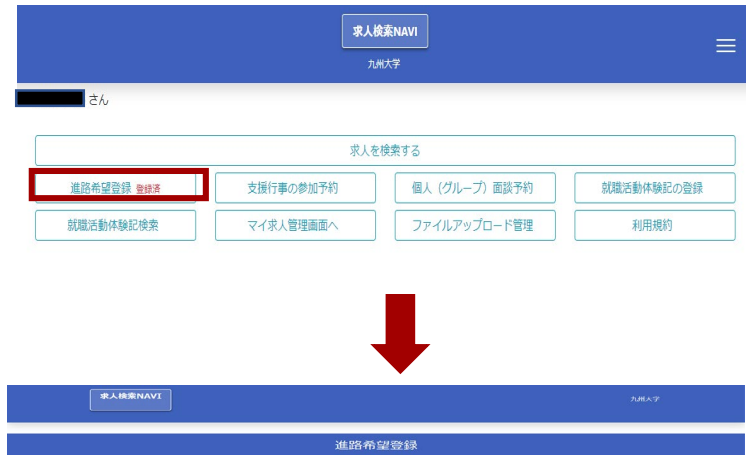 求人検索NAVI
九州大学
さん
求人を検索する
進路希望登録 登録済 支援行事の参加予約 個人（グループ）面談予約 就職活動体験記の登録
就職活動体験記検索 マイ求人管理画面へ ファイルアップロード管理 利用規約
求人検索NAVI 九州大学
進路希望登録